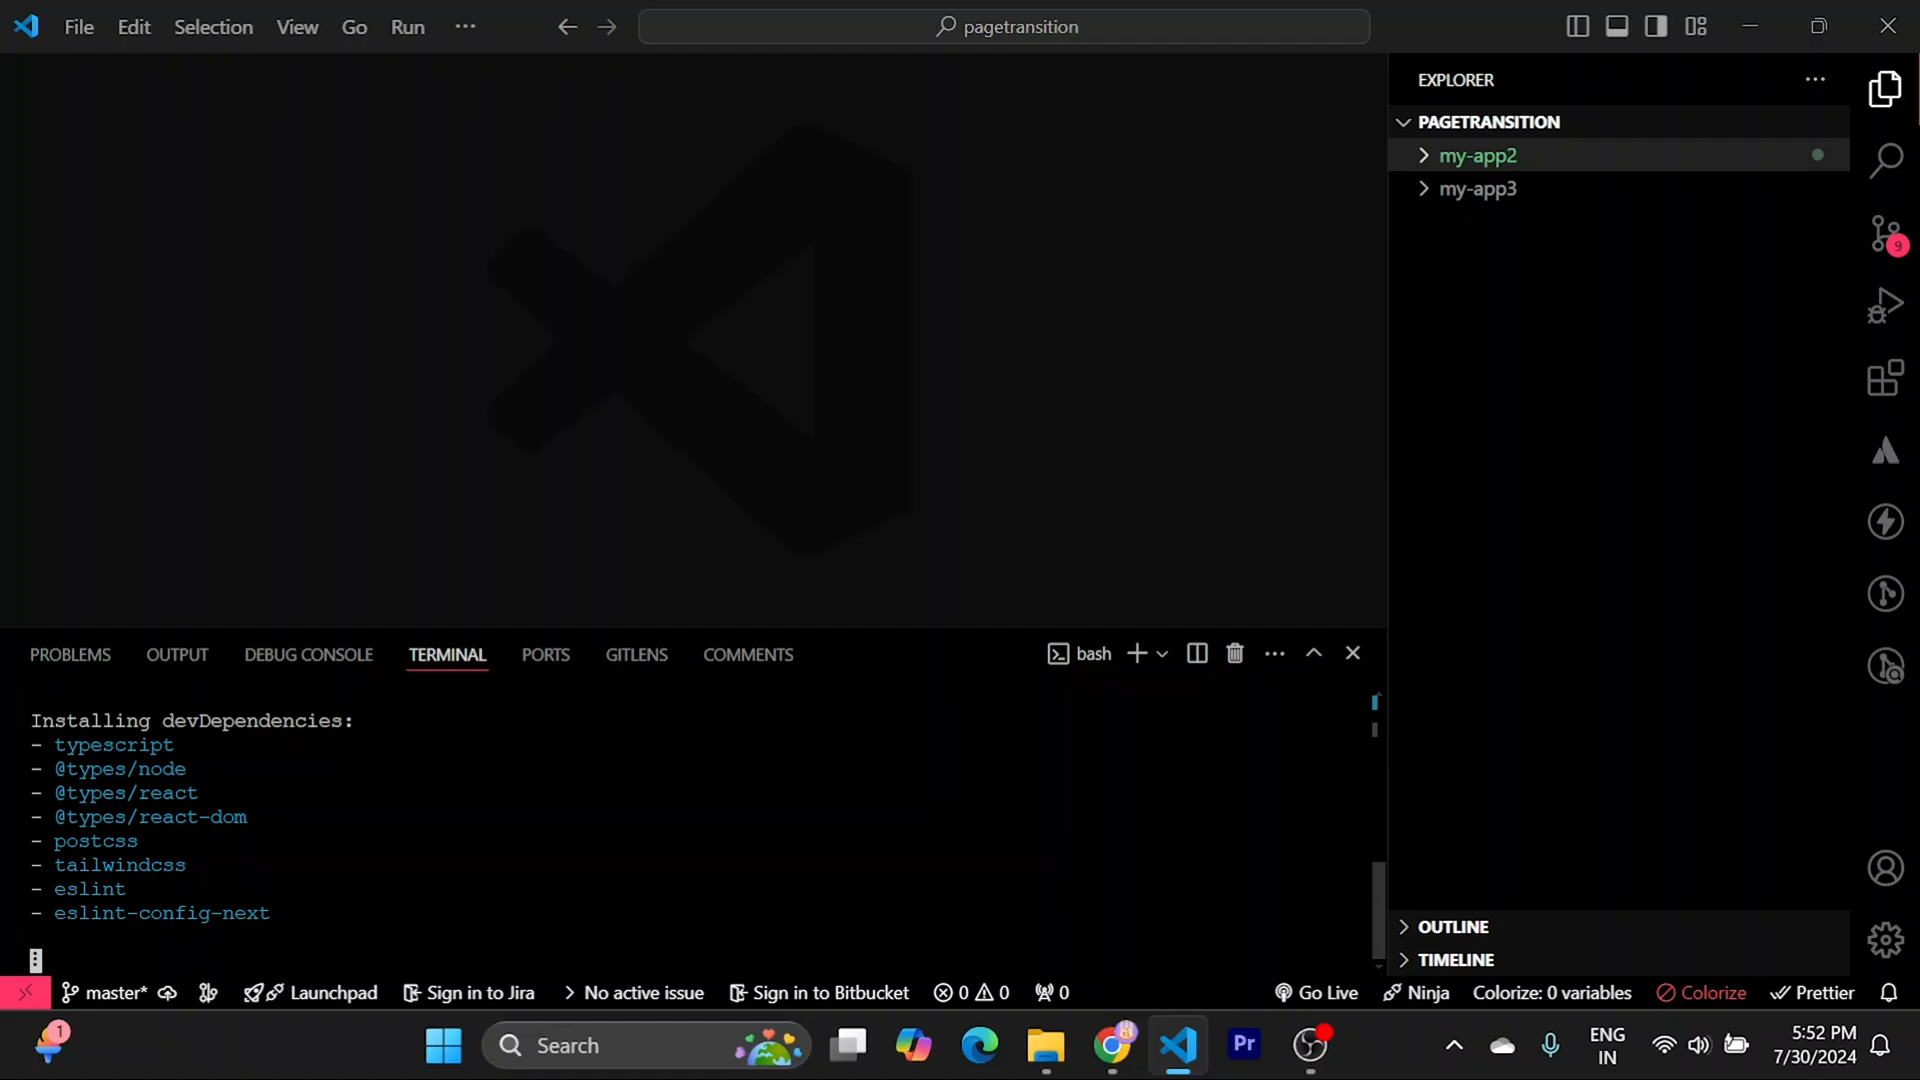 File Edit Selection View Go Run ···
pagetransition
EXPLORER
PAGETRANSITION
my-app2
my-app3
9
PROBLEMS OUTPUT DEBUG CONSOLE TERMINAL PORTS GITLENS COMMENTS
bash
Installing devDependencies:
- typescript
- @types/node
- @types/react
- @types/react-dom
- postcss
- tailwindcss
- eslint
- eslint-config-next
OUTLINE
TIMELINE
master* Launchpad Sign in to Jira No active issue Sign in to Bitbucket 0 0 0 Go Live Ninja Colorize: 0 variables Colorize Prettier
1
Search
Pr
ENG
IN
5:52 PM
7/30/2024